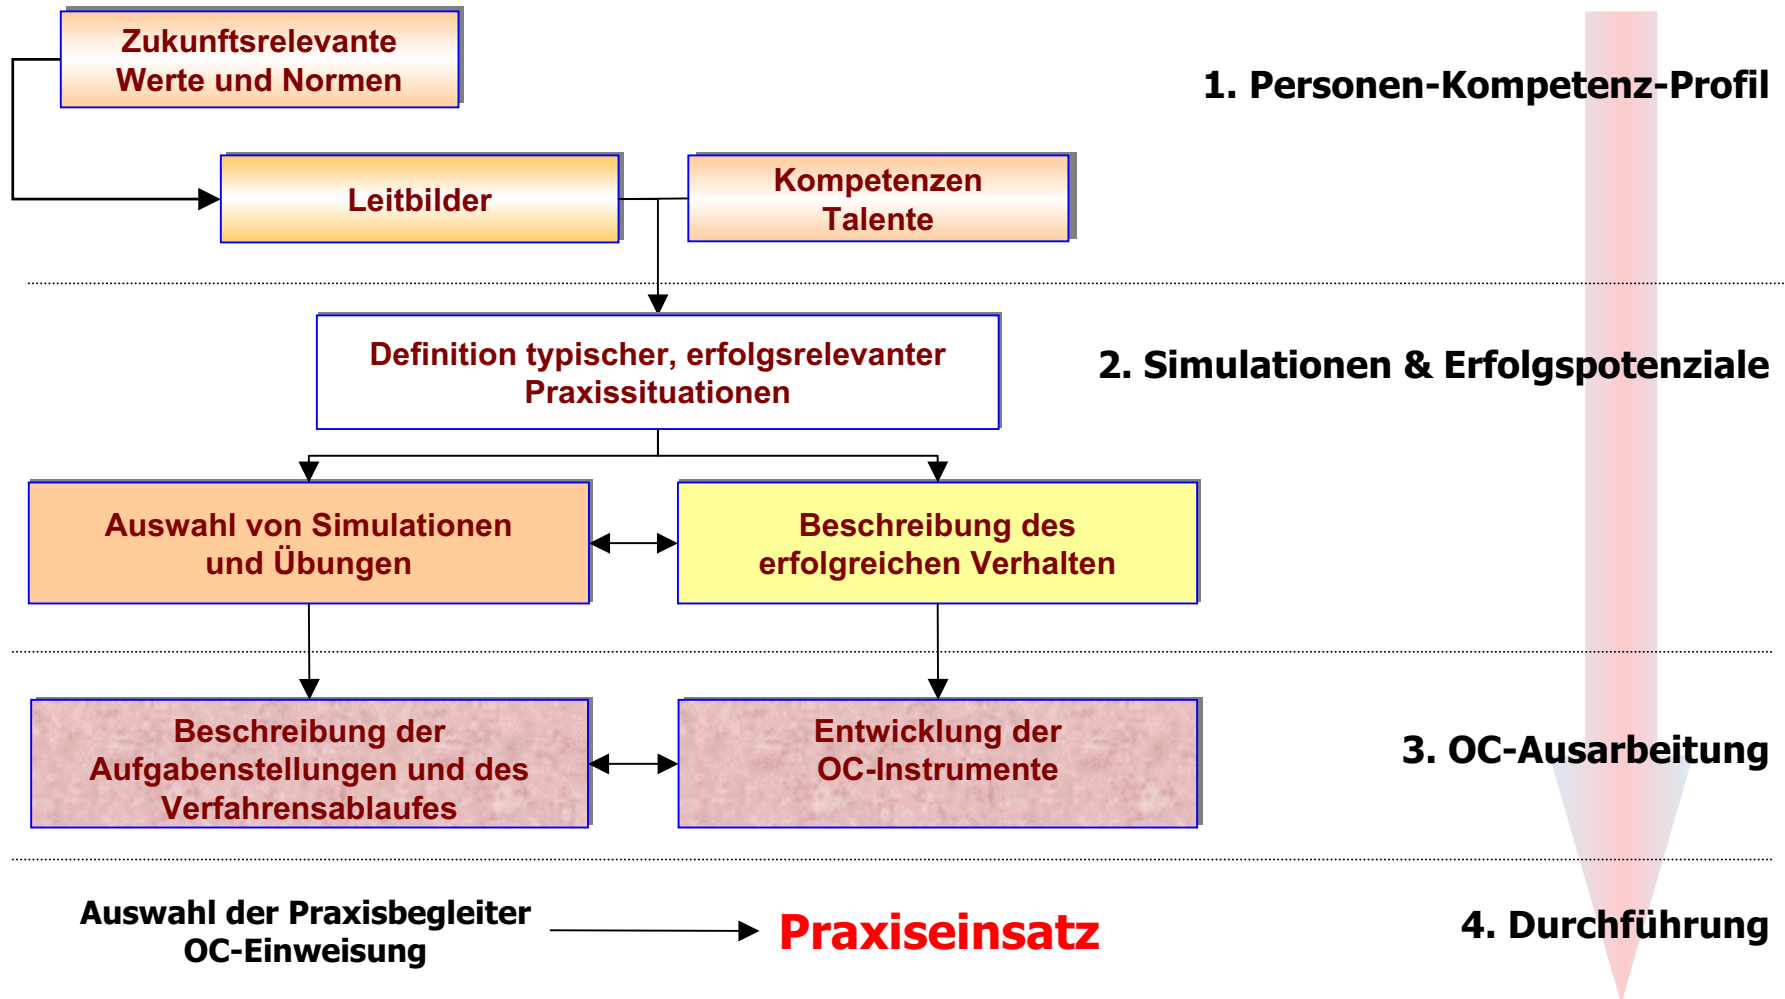 Zukunftsrelevante
Werte und Normen
1. Personen-Kompetenz-Profil
Leitbilder
Kompetenzen
Talente
Definition typischer, erfolgsrelevanter
Praxissituationen
2. Simulationen & Erfolgspotenziale
Auswahl von Simulationen
und Übungen
Beschreibung des
erfolgreichen Verhalten
Beschreibung der
Aufgabenstellungen und des
Verfahrensablaufes
Entwicklung der
OC-Instrumente
3. OC-Ausarbeitung
Auswahl der Praxisbegleiter
OC-Einweisung
Praxiseinsatz
4. Durchführung